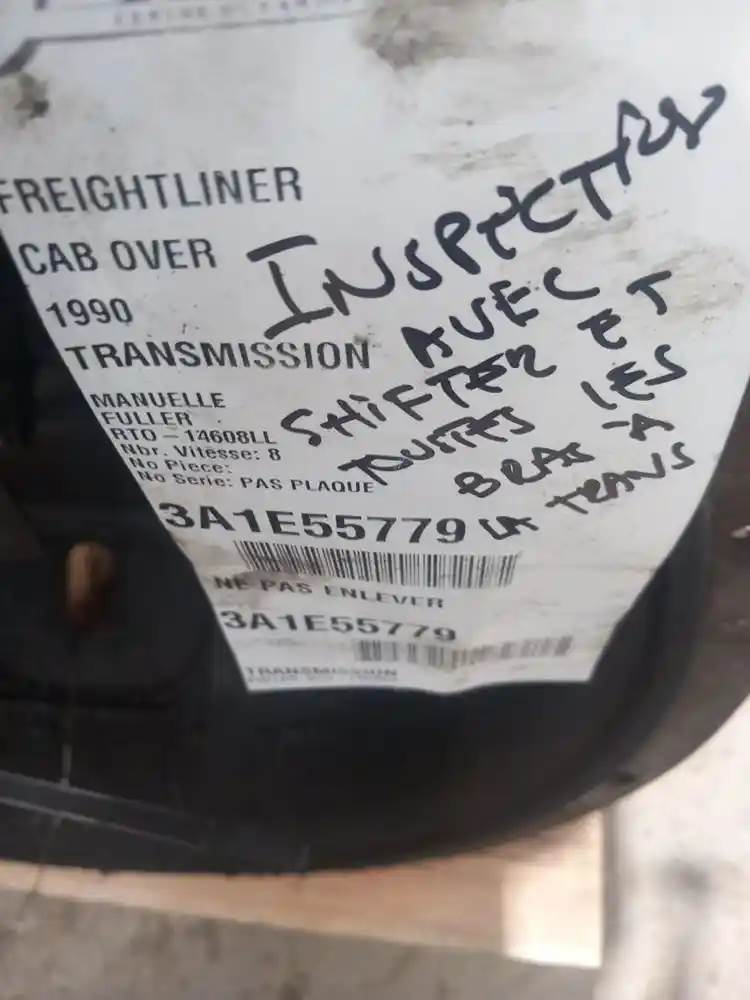 FREIGHTLINER
CAB OVER
1990
TRANSMISSION
MANUELLE
FULLER
RTO - 14608LL
Nbr. Vitesse: 8
No Piece:
No Serie: PAS PLAQUE
3A1E55779
NE PAS ENLEVER
3A1E55779
TRANSMISSION
INSPECTION
AVEC
SHIFTER ET
TOUTES LES
BRAS À
LA TRANS